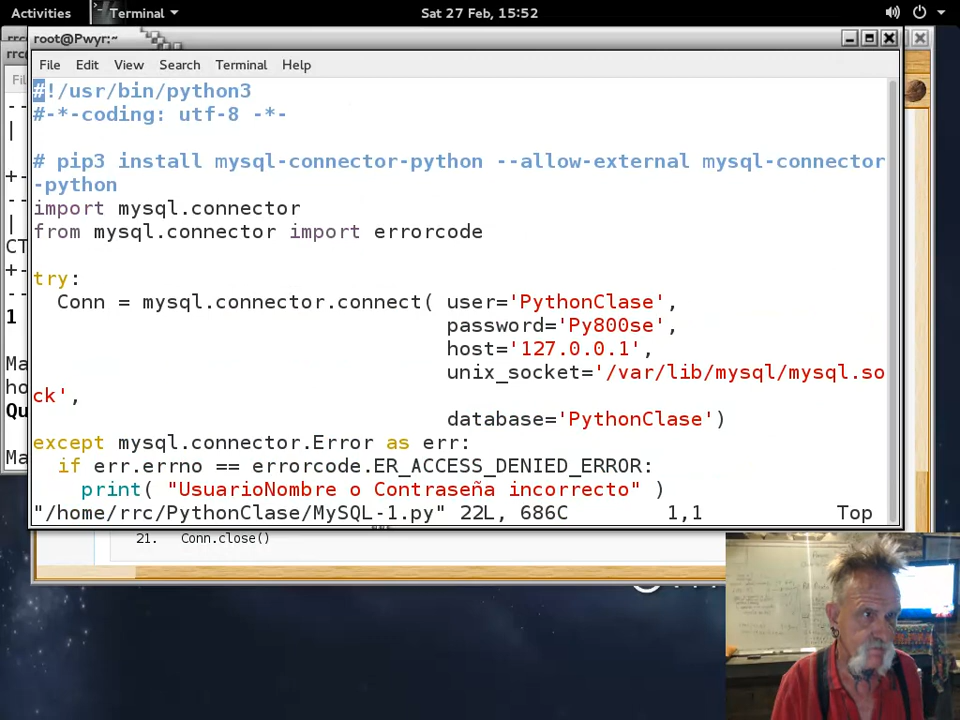 Activities Terminal Sat 27 Feb, 15:52
root@Pwyr:~
File Edit View Search Terminal Help
#!/usr/bin/python3
#-*-coding: utf-8 -*-
# pip3 install mysql-connector-python --allow-external mysql-connector
-python
import mysql.connector
from mysql.connector import errorcode
try:
Conn = mysql.connector.connect( user='PythonClase',
password='Py800se',
host='127.0.0.1',
unix_socket='/var/lib/mysql/mysql.so
ck',
database='PythonClase')
except mysql.connector.Error as err:
if err.errno == errorcode.ER_ACCESS_DENIED_ERROR:
print( "UsuarioNombre o Contraseña incorrecto" )
"/home/rrc/PythonClase/MySQL-1.py" 22L, 686C 1,1 Top
21. Conn.close()